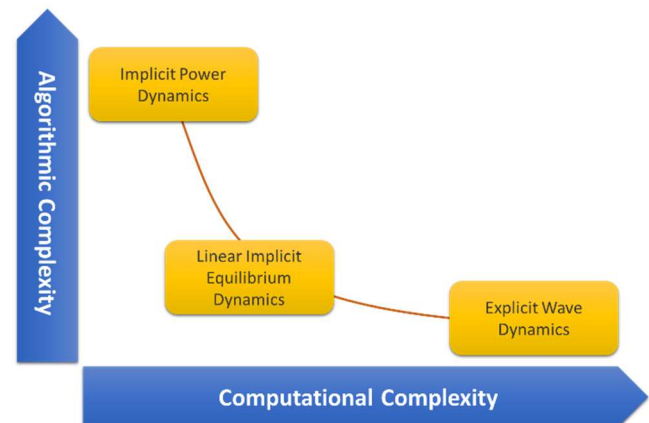 Algorithmic Complexity
Implicit Power
Dynamics
Linear Implicit
Equilibrium
Dynamics
Explicit Wave
Dynamics
Computational Complexity